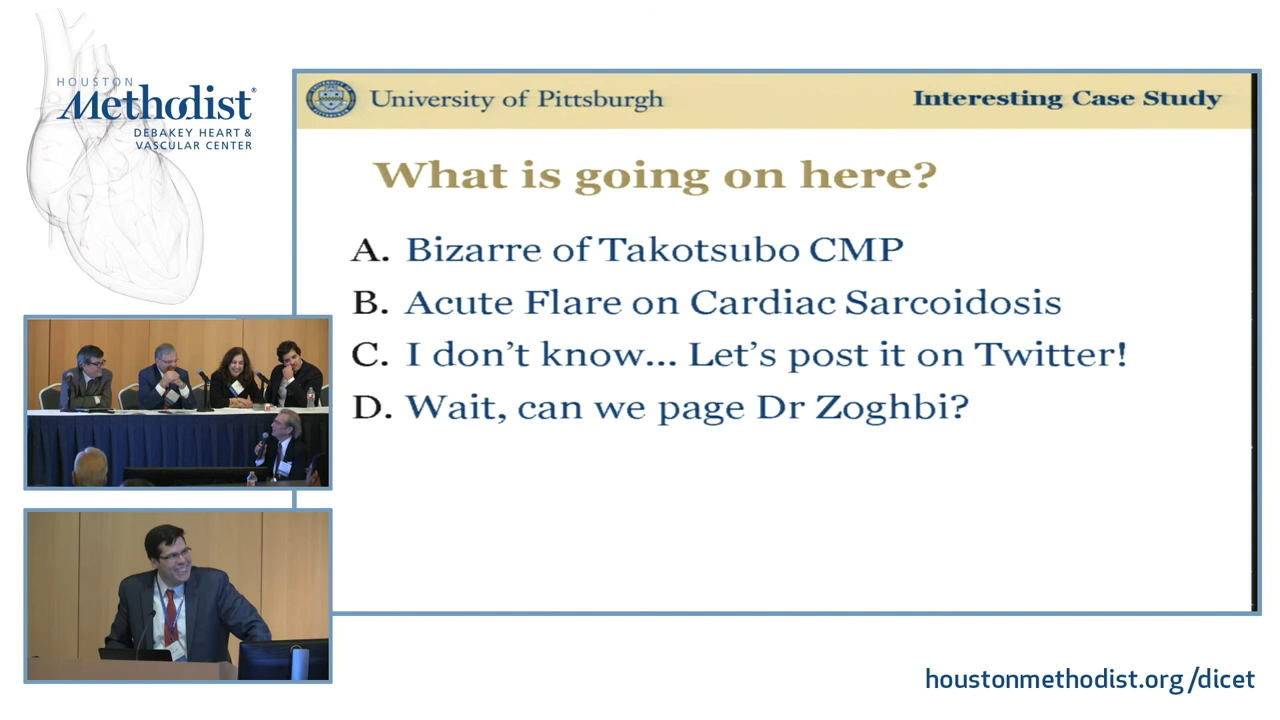 HOUSTON
Methodist®
DEBAKEY HEART &
VASCULAR CENTER
University of Pittsburgh
Interesting Case Study
What is going on here?
A. Bizarre of Takotsubo CMP
B. Acute Flare on Cardiac Sarcoidosis
C. I don't know... Let's post it on Twitter!
D. Wait, can we page Dr Zoghbi?
houstonmethodist.org/dicet